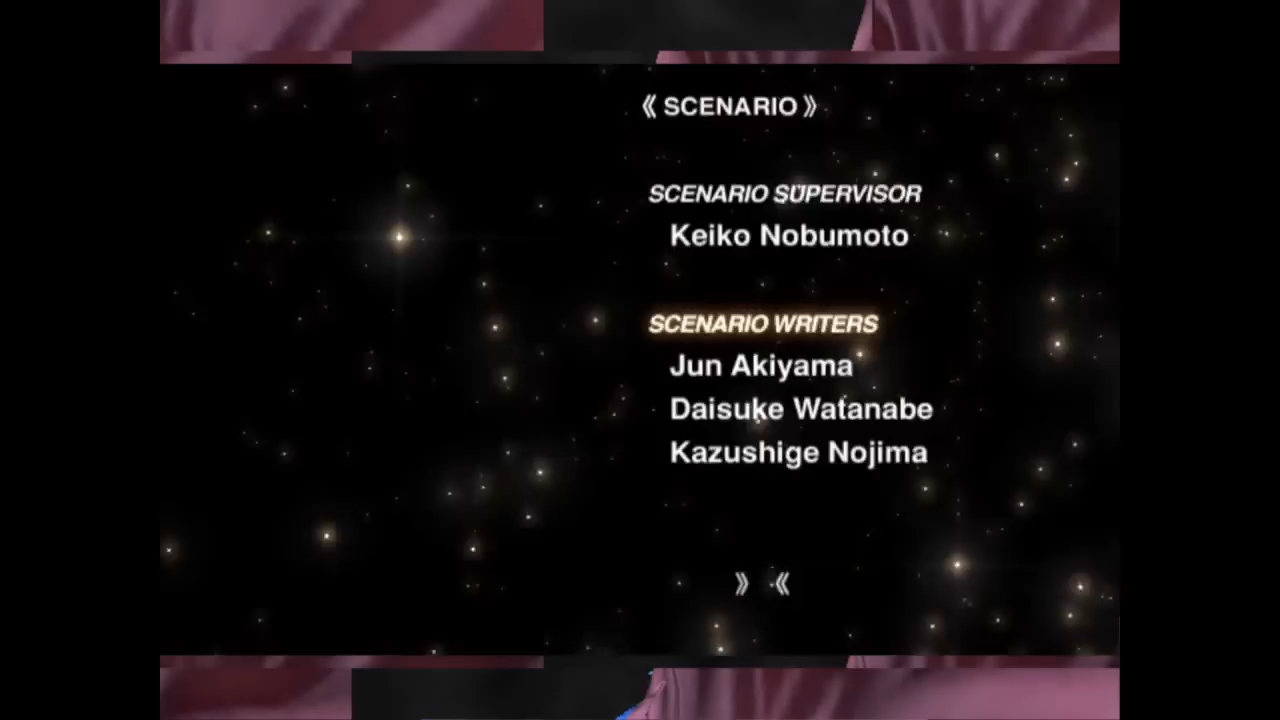 《 SCENARIO 》
SCENARIO SUPERVISOR
Keiko Nobumoto
SCENARIO WRITERS
Jun Akiyama
Daisuke Watanabe
Kazushige Nojima
》 《